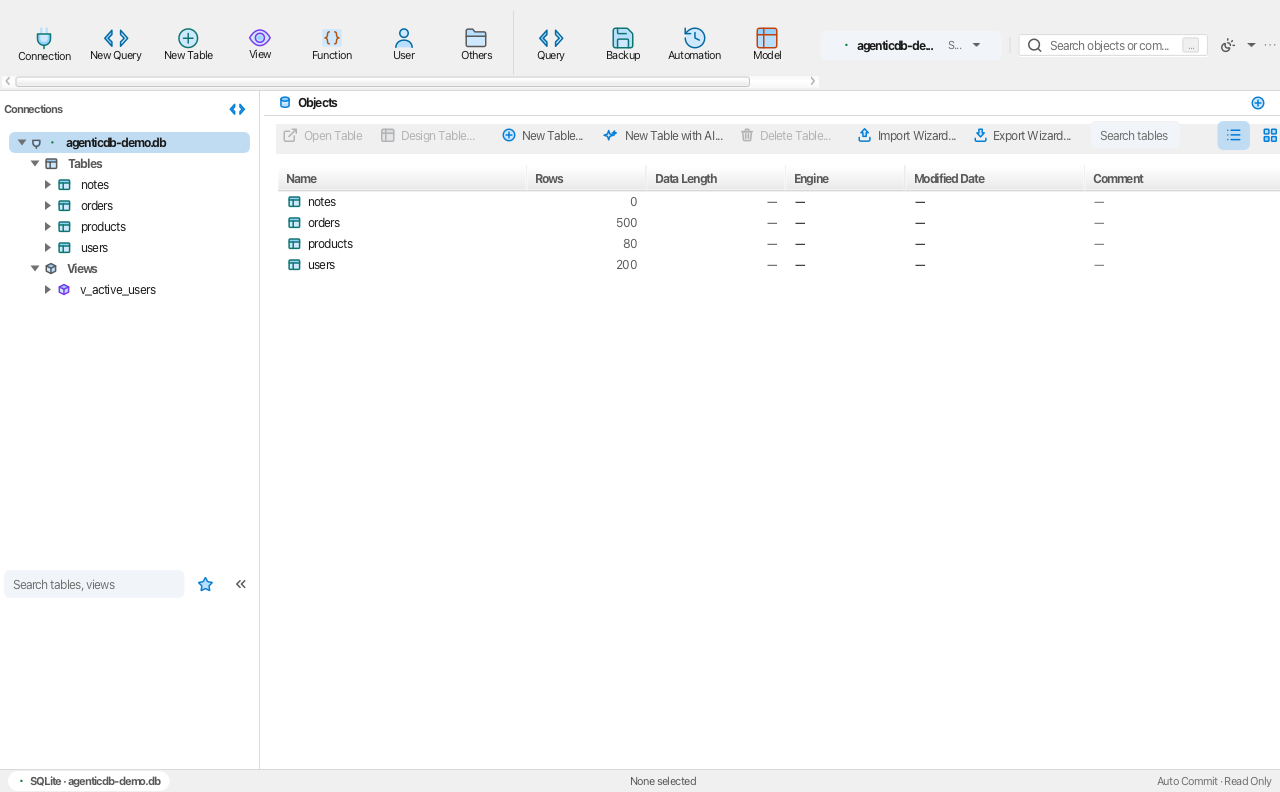 Connection
New Query
New Table
View
Function
User
Others
Query
Backup
Automation
Model
agenticdb-de...
S...
Search objects or com...
...
Connections
Objects
agenticdb-demo.db
Tables
notes
orders
products
users
Views
v_active_users
Search tables, views
Open Table
Design Table...
New Table...
New Table with AI...
Delete Table...
Import Wizard...
Export Wizard...
Search tables
Name Rows Data Length Engine Modified Date Comment
notes 0 — — — —
orders 500 — — — —
products 80 — — — —
users 200 — — — —
SQLite · agenticdb-demo.db
None selected
Auto Commit · Read Only